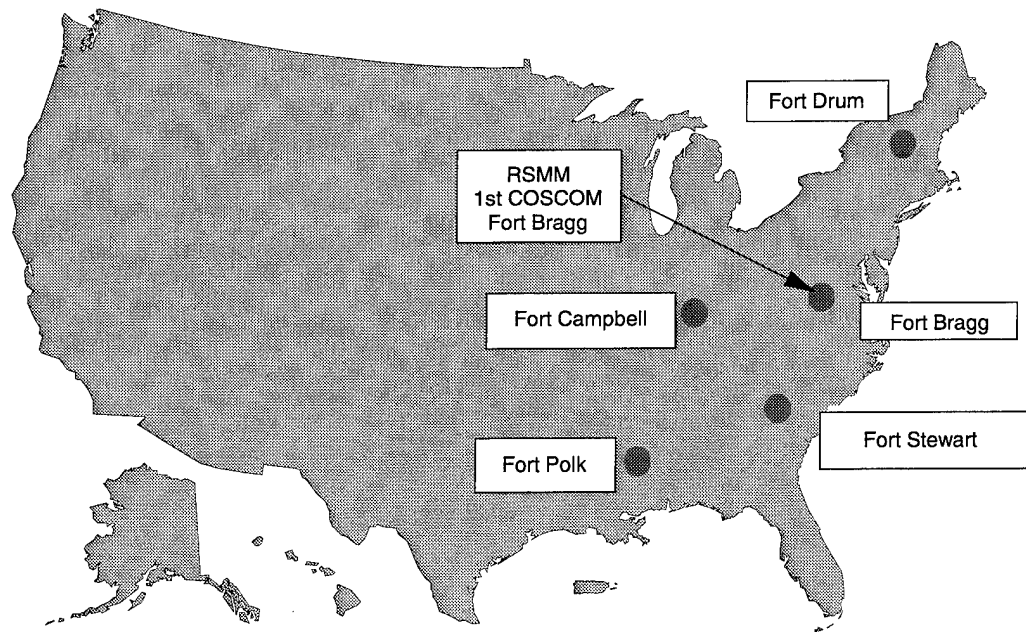 Fort Drum
RSMM
1st COSCOM
Fort Bragg
Fort Campbell
Fort Bragg
Fort Stewart
Fort Polk